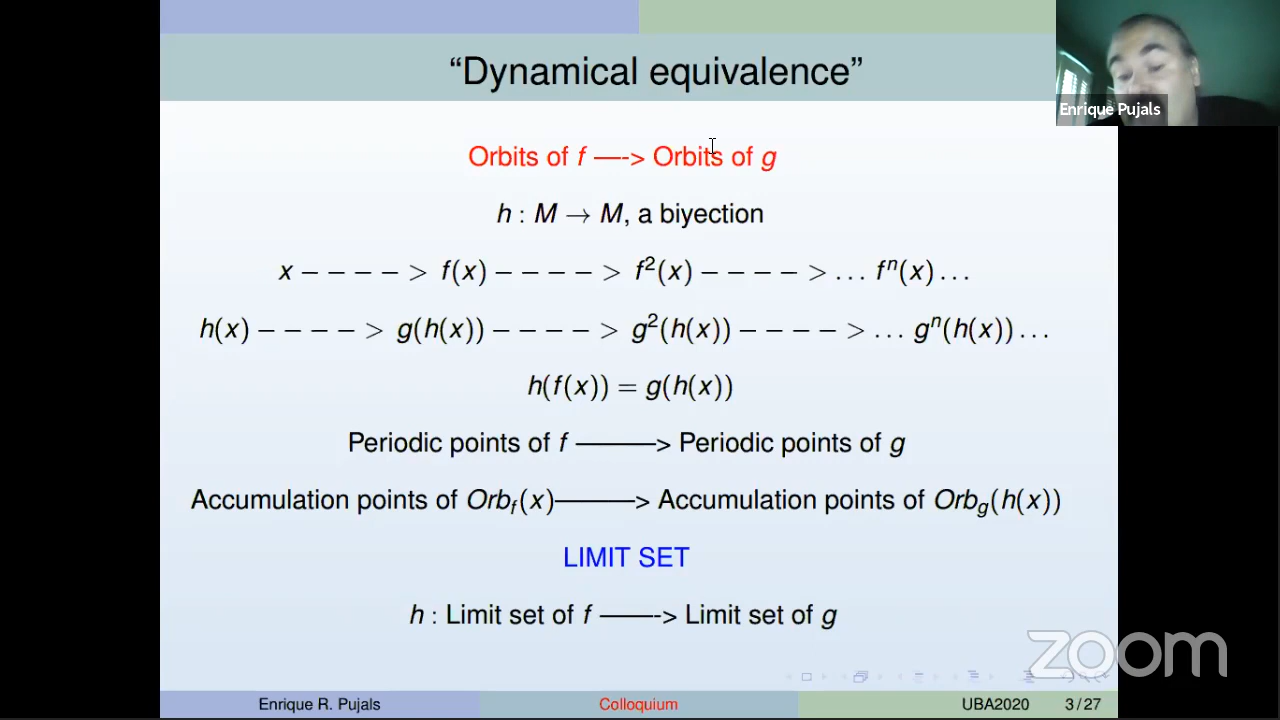 “Dynamical equivalence”
Enrique Pujals
Orbits of f —-> Orbits of g
h : M → M, a biyection
x − − − − > f(x) − − − − > f²(x) − − − − > … fⁿ(x) …
h(x) − − − − > g(h(x)) − − − − > g²(h(x)) − − − − > … gⁿ(h(x)) …
h(f(x)) = g(h(x))
Periodic points of f ———> Periodic points of g
Accumulation points of Orb_f(x)———> Accumulation points of Orb_g(h(x))
LIMIT SET
h : Limit set of f ——-> Limit set of g
zoom
Enrique R. Pujals Colloquium UBA2020 3 / 27